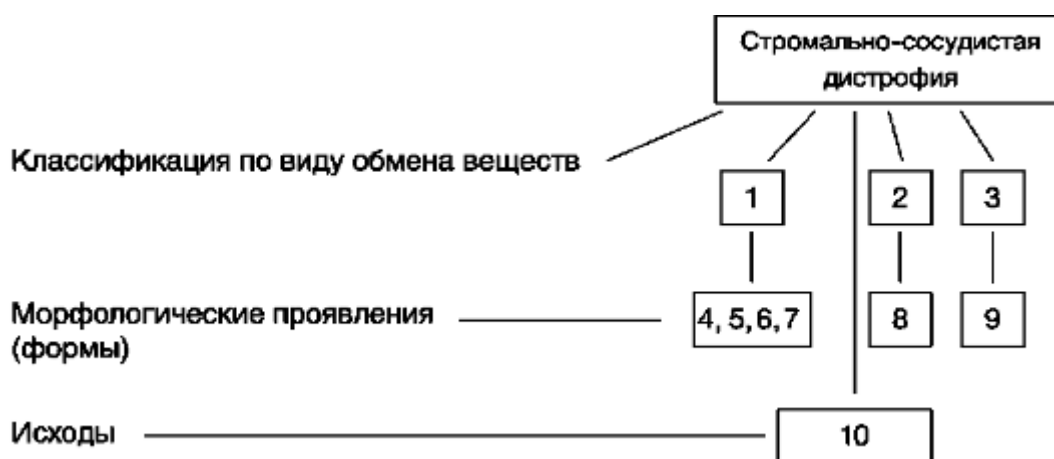 Стромально-сосудистая
дистрофия
Классификация по виду обмена веществ
1
2
3
Морфологические проявления
(формы)
4, 5, 6, 7
8
9
Исходы
10